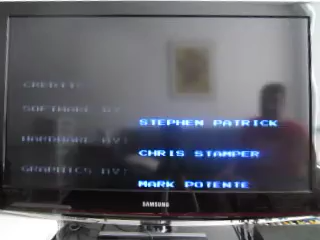 CREDITS
SOFTWARE BY:
STEPHEN PATRICK
HARDWARE BY:
CHRIS STAMPER
GRAPHICS BY:
MARK POTENTE
SAMSUNG